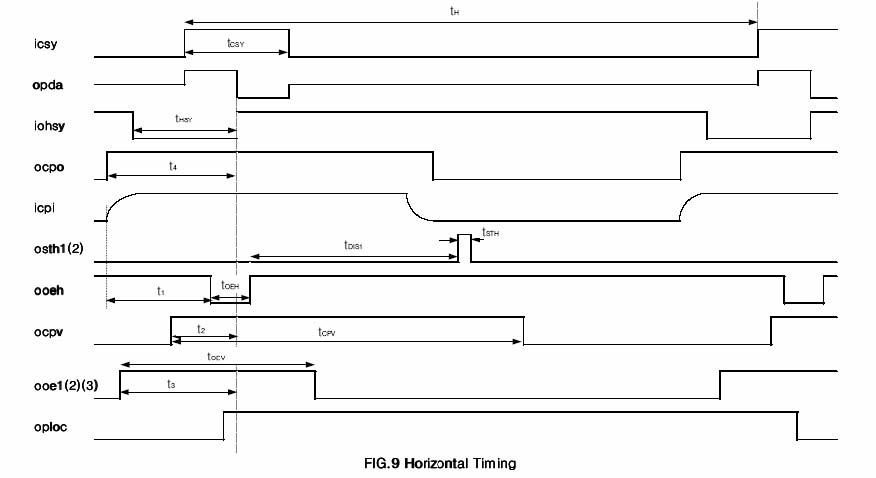 tH
icsy
tCSY
opda
iohsy
tHSY
ocpo
t4
icpi
osth1(2)
tDIS1
tSTH
ooeh
t1
tOEH
ocpv
t2
tCPV
tOEV
ooe1(2)(3)
t3
oploc
FIG.9 Horizontal Timing